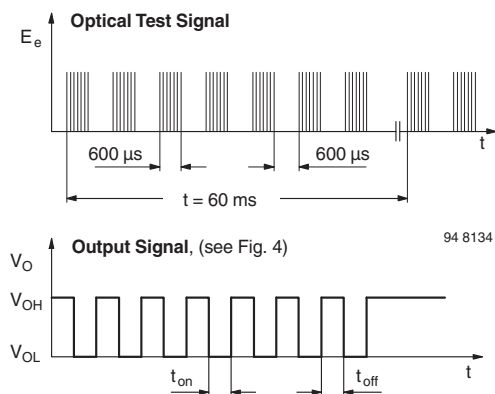 Optical Test Signal
Ee
600 µs
600 µs
t
t = 60 ms
94 8134
Output Signal, (see Fig. 4)
VO
VOH
VOL
ton
toff
t